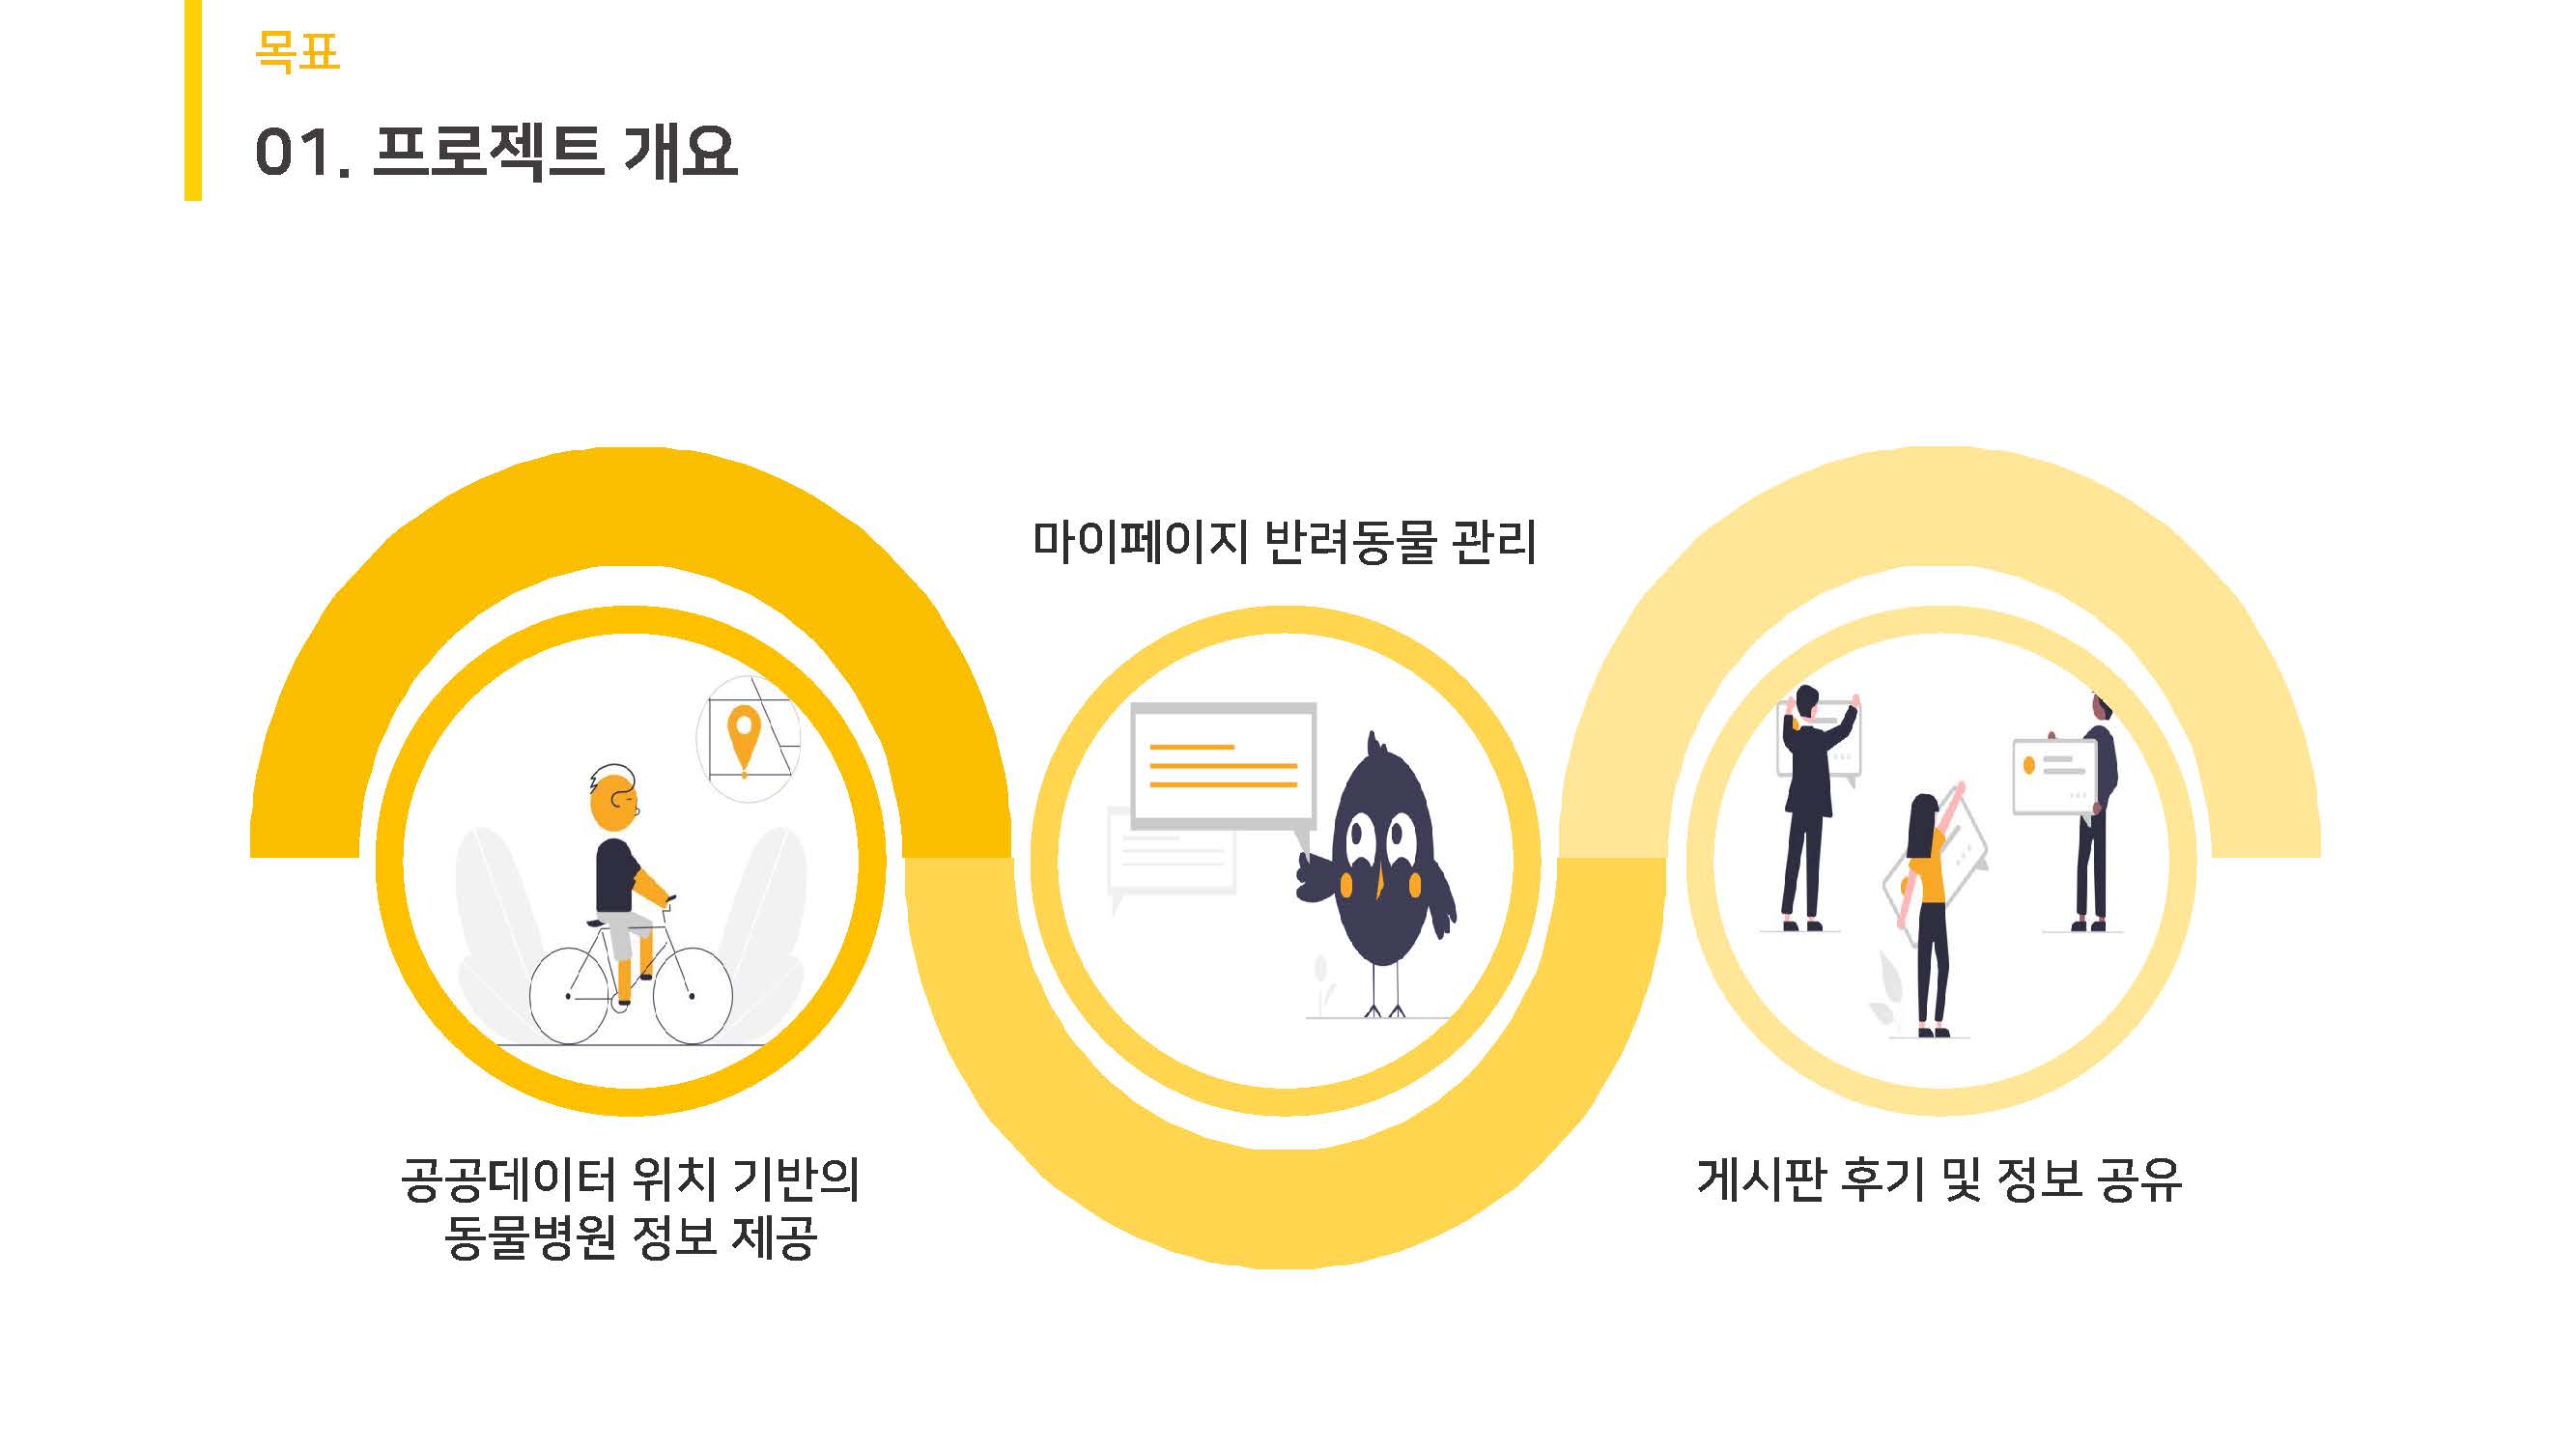 목표
01. 프로젝트 개요
마이페이지 반려동물 관리
공공데이터 위치 기반의
동물병원 정보 제공
게시판 후기 및 정보 공유